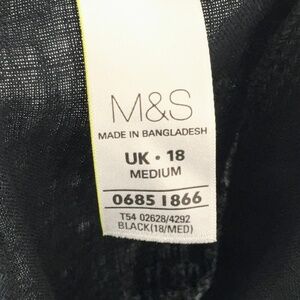 M&S
MADE IN BANGLADESH
UK • 18
MEDIUM
0685 1866
T54 02628/4292
BLACK(18/MED)